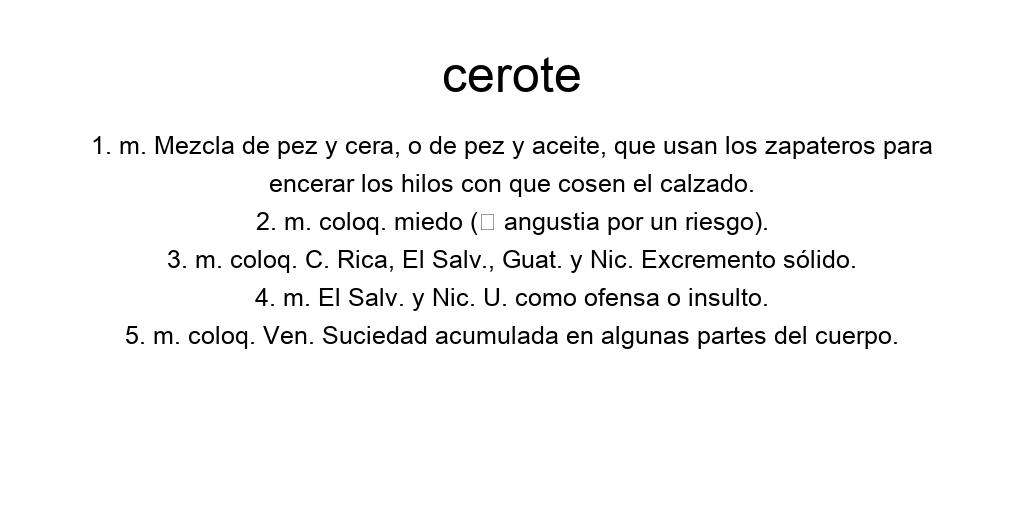 cerote
1. m. Mezcla de pez y cera, o de pez y aceite, que usan los zapateros para
encerar los hilos con que cosen el calzado.
2. m. coloq. miedo (□ angustia por un riesgo).
3. m. coloq. C. Rica, El Salv., Guat. y Nic. Excremento sólido.
4. m. El Salv. y Nic. U. como ofensa o insulto.
5. m. coloq. Ven. Suciedad acumulada en algunas partes del cuerpo.